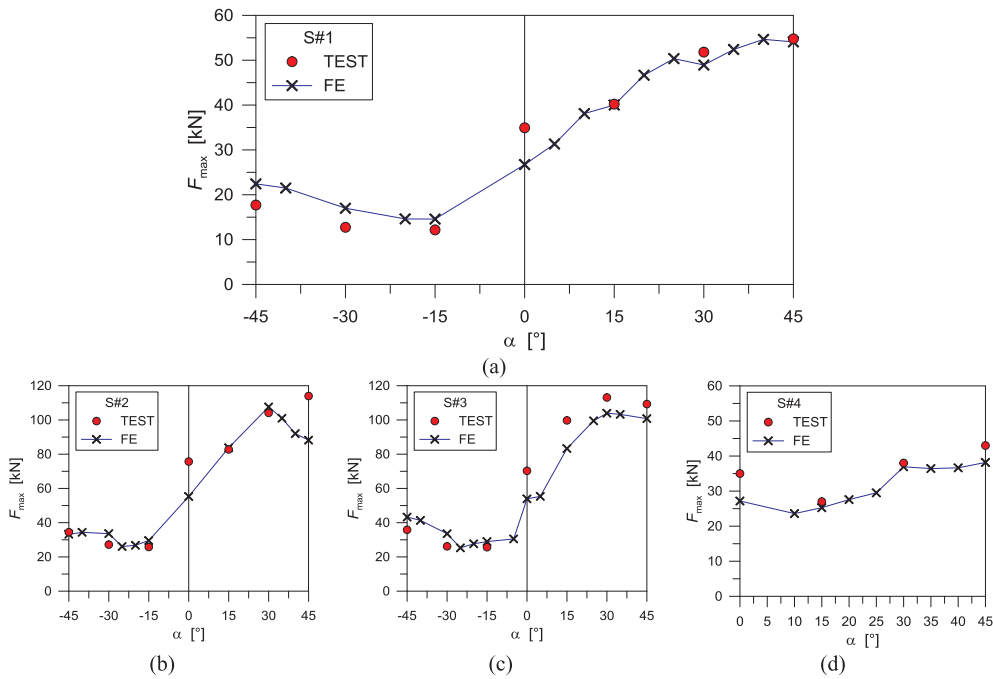 60
50
40
30
20
10
0
F max [kN]
S#1
TEST
FE
-45 -30 -15 0 15 30 45
α [°]
(a)
120
100
80
60
40
20
0
F max [kN]
S#2
TEST
FE
-45 -30 -15 0 15 30 45
α [°]
(b)
120
100
80
60
40
20
0
F max [kN]
S#3
TEST
FE
-45 -30 -15 0 15 30 45
α [°]
(c)
60
50
40
30
20
10
0
F max [kN]
S#4
TEST
FE
0 5 10 15 20 25 30 35 40 45
α [°]
(d)